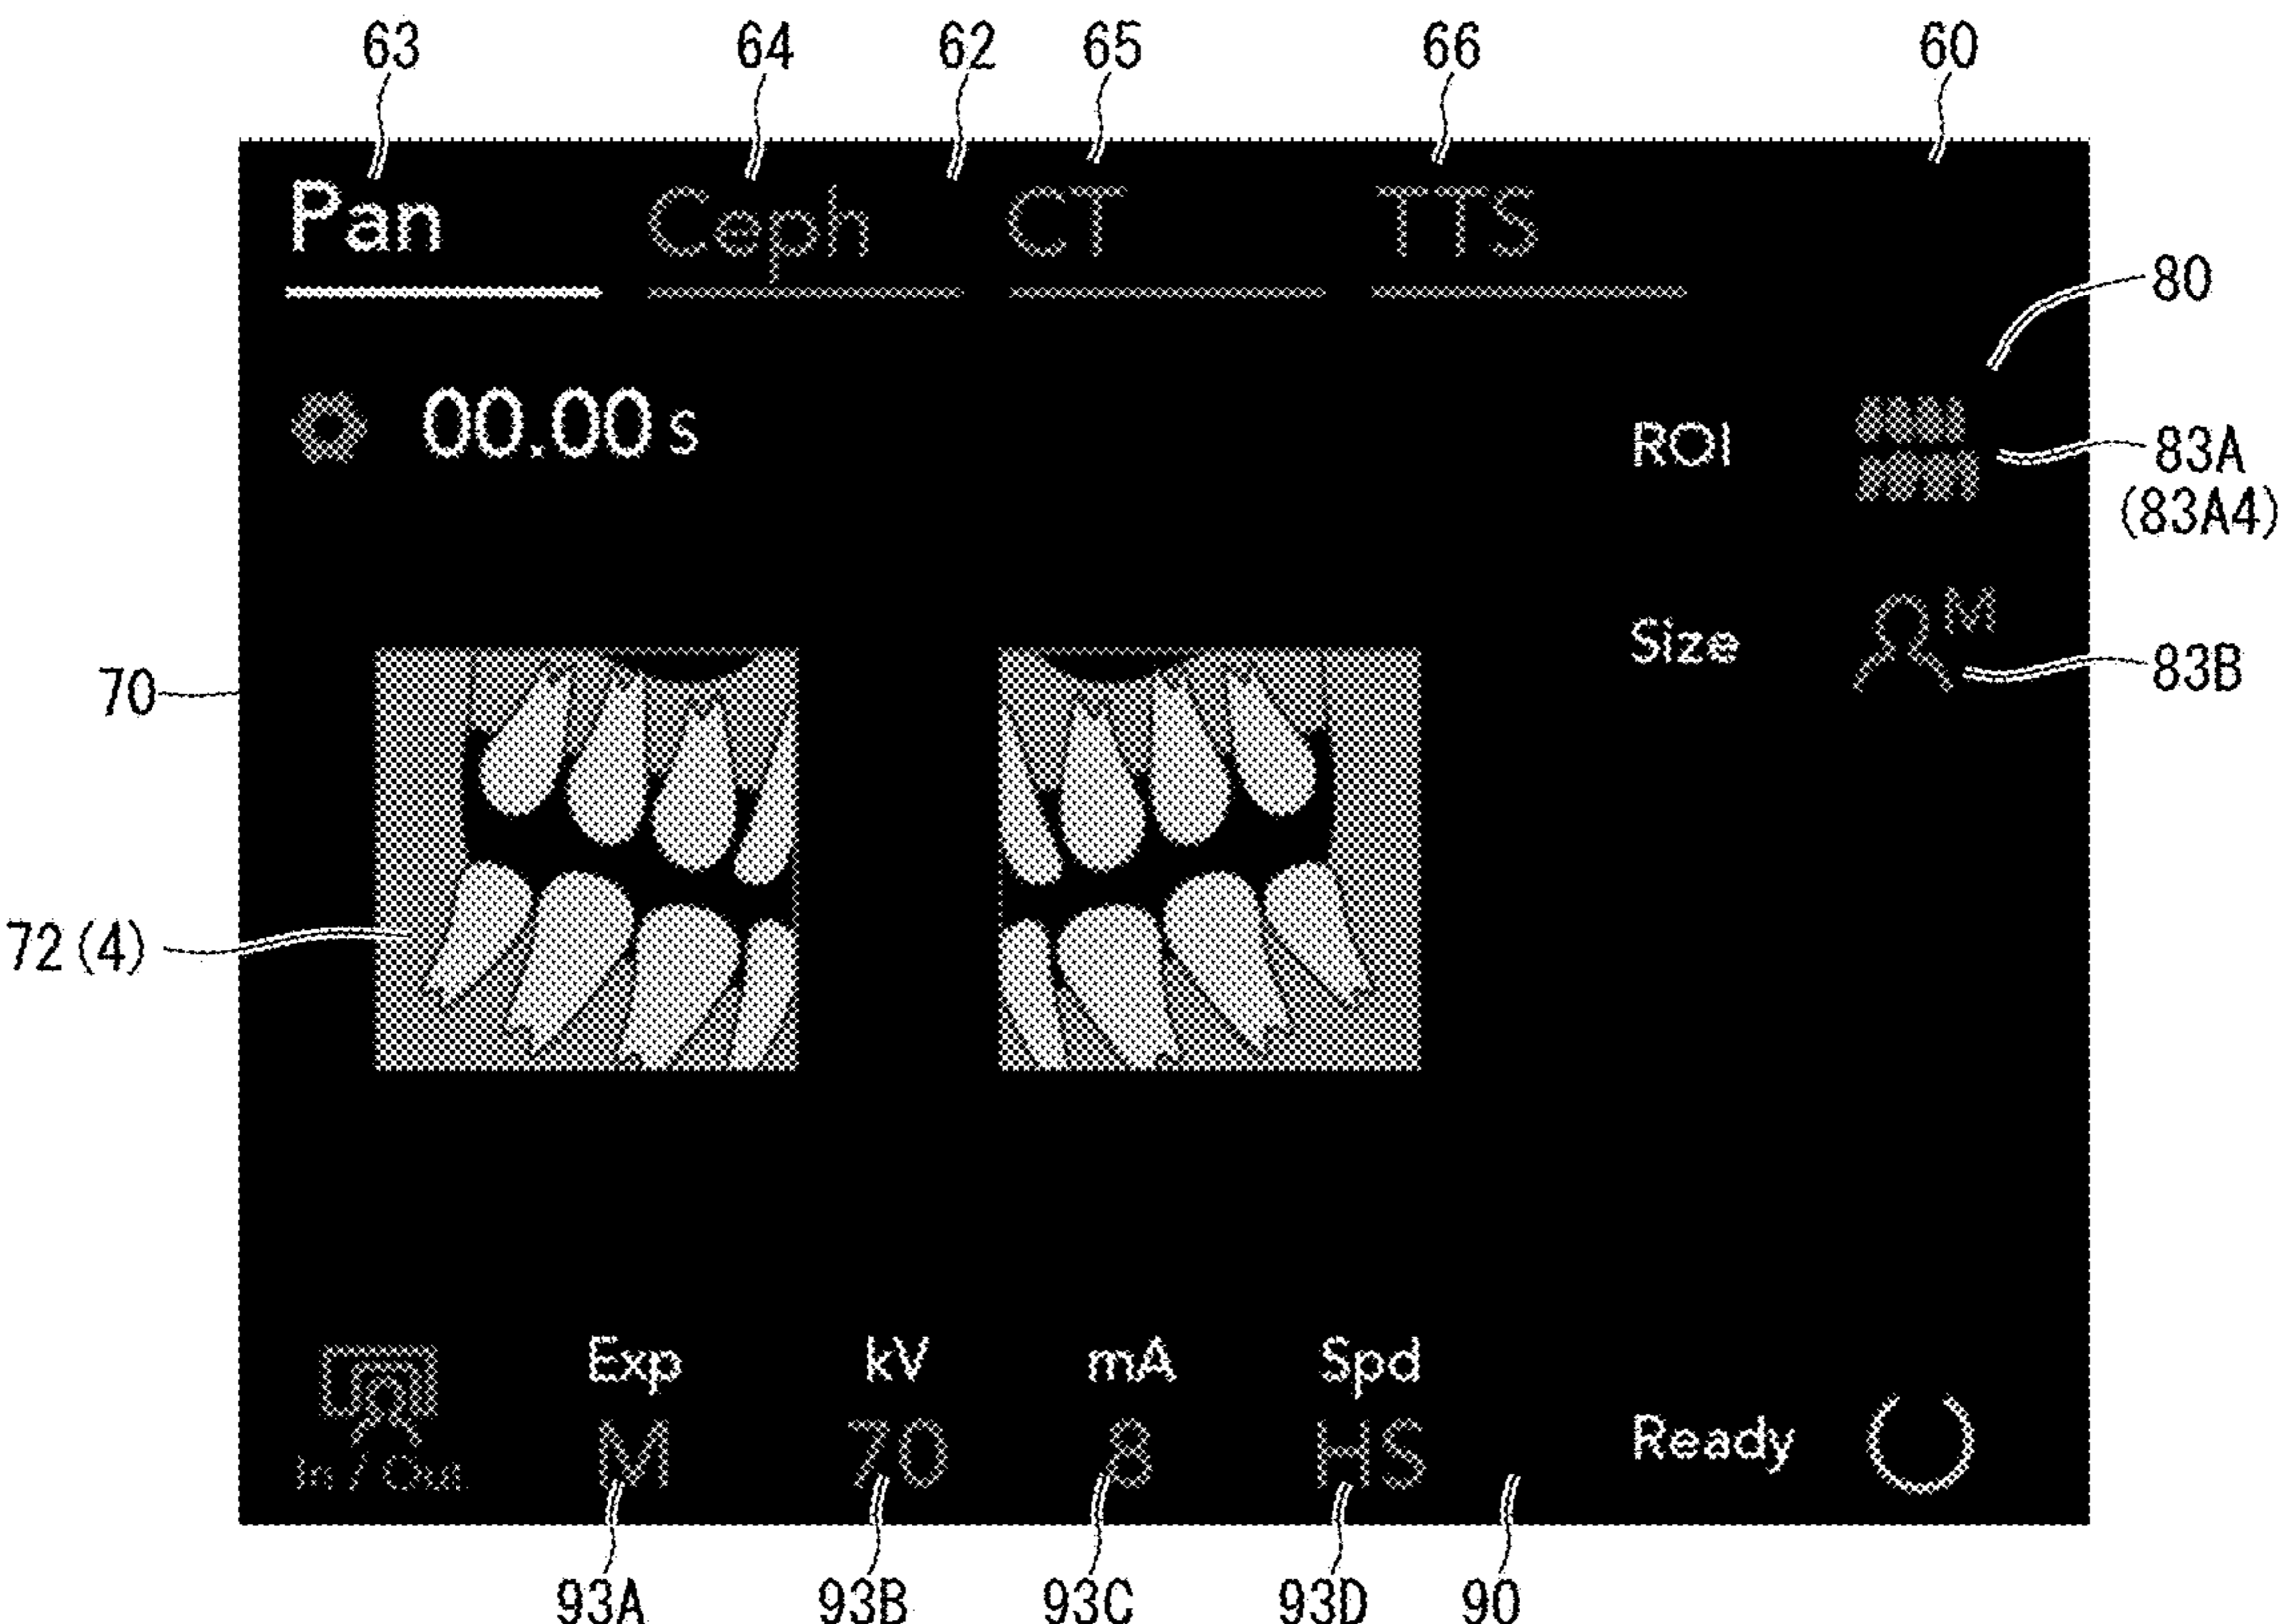 63 64 62 65 66 60
Pan Ceph CT TTS
80
00.00 s
ROI
83A
(83A4)
Size
M
83B
70
72(4)
Exp kV mA Spd
M 70 8 HS
In / Out
Ready
93A 93B 93C 93D 90